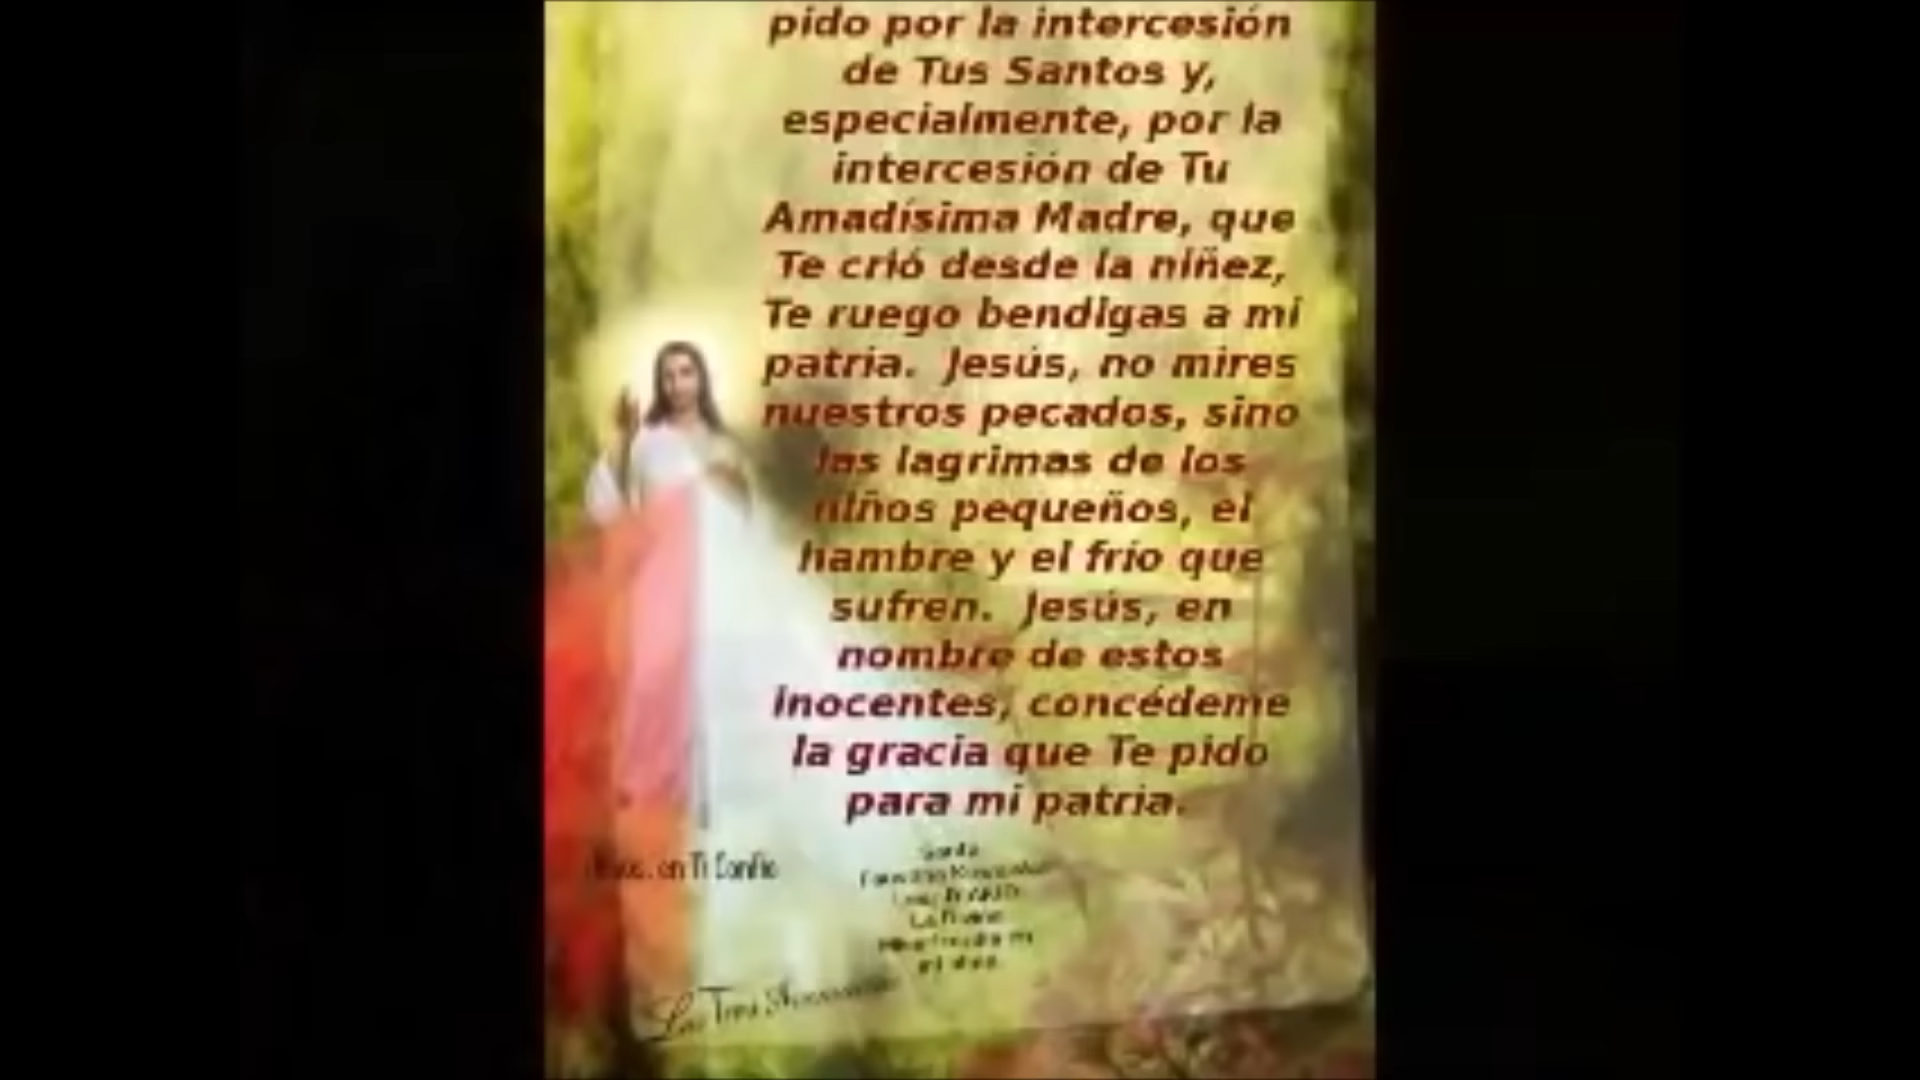 pido por la intercesión
de Tus Santos y,
especialmente, por la
intercesión de Tu
Amadísima Madre, que
Te crió desde la niñez,
Te ruego bendigas a mi
patria. Jesús, no mires
nuestros pecados, sino
las lagrimas de los
niños pequeños, el
hambre y el frío que
sufren. Jesús, en
nombre de estos
inocentes, concédeme
la gracia que Te pido
para mi patria.
en Ti Confío
Santa